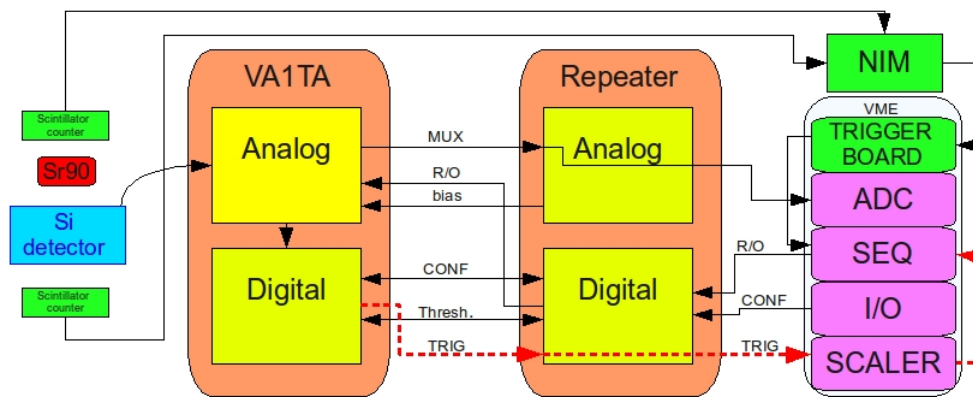 VA1TA
Repeater
NIM
VME
Scintillator
counter
Sr90
Si
detector
Scintillator
counter
Analog
Digital
MUX
R/O
bias
CONF
Thresh.
TRIG
Analog
Digital
R/O
CONF
TRIG
TRIGGER
BOARD
ADC
SEQ
I/O
SCALER